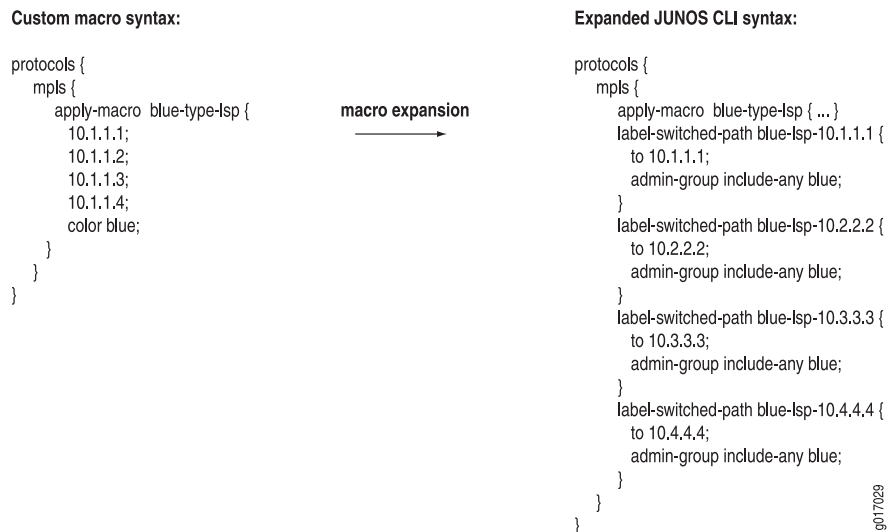 Custom macro syntax:
protocols {
mpls {
apply-macro blue-type-lsp {
10.1.1.1;
10.1.1.2;
10.1.1.3;
10.1.1.4;
color blue;
}
}
}
macro expansion
Expanded JUNOS CLI syntax:
protocols {
mpls {
apply-macro blue-type-lsp { ... }
label-switched-path blue-lsp-10.1.1.1 {
to 10.1.1.1;
admin-group include-any blue;
}
label-switched-path blue-lsp-10.2.2.2 {
to 10.2.2.2;
admin-group include-any blue;
}
label-switched-path blue-lsp-10.3.3.3 {
to 10.3.3.3;
admin-group include-any blue;
}
label-switched-path blue-lsp-10.4.4.4 {
to 10.4.4.4;
admin-group include-any blue;
}
}
}
g017029